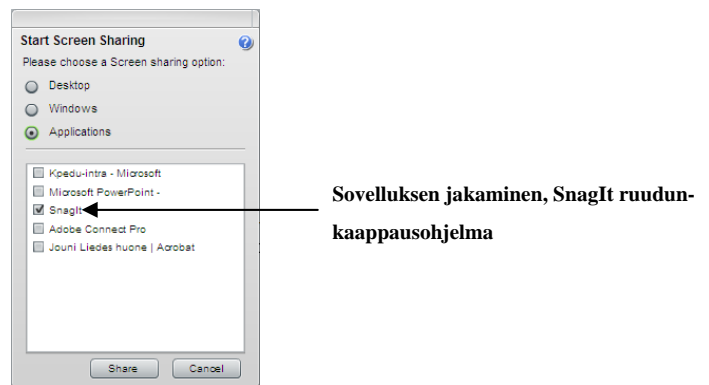 Start Screen Sharing
Please choose a Screen sharing option:
Desktop
Windows
Applications
Kpedu-intra - Microsoft
Microsoft PowerPoint -
SnagIt
Adobe Connect Pro
Jouni Liedes huone | Acrobat
Share Cancel
Sovelluksen jakaminen, SnagIt ruudun-
kaappausohjelma